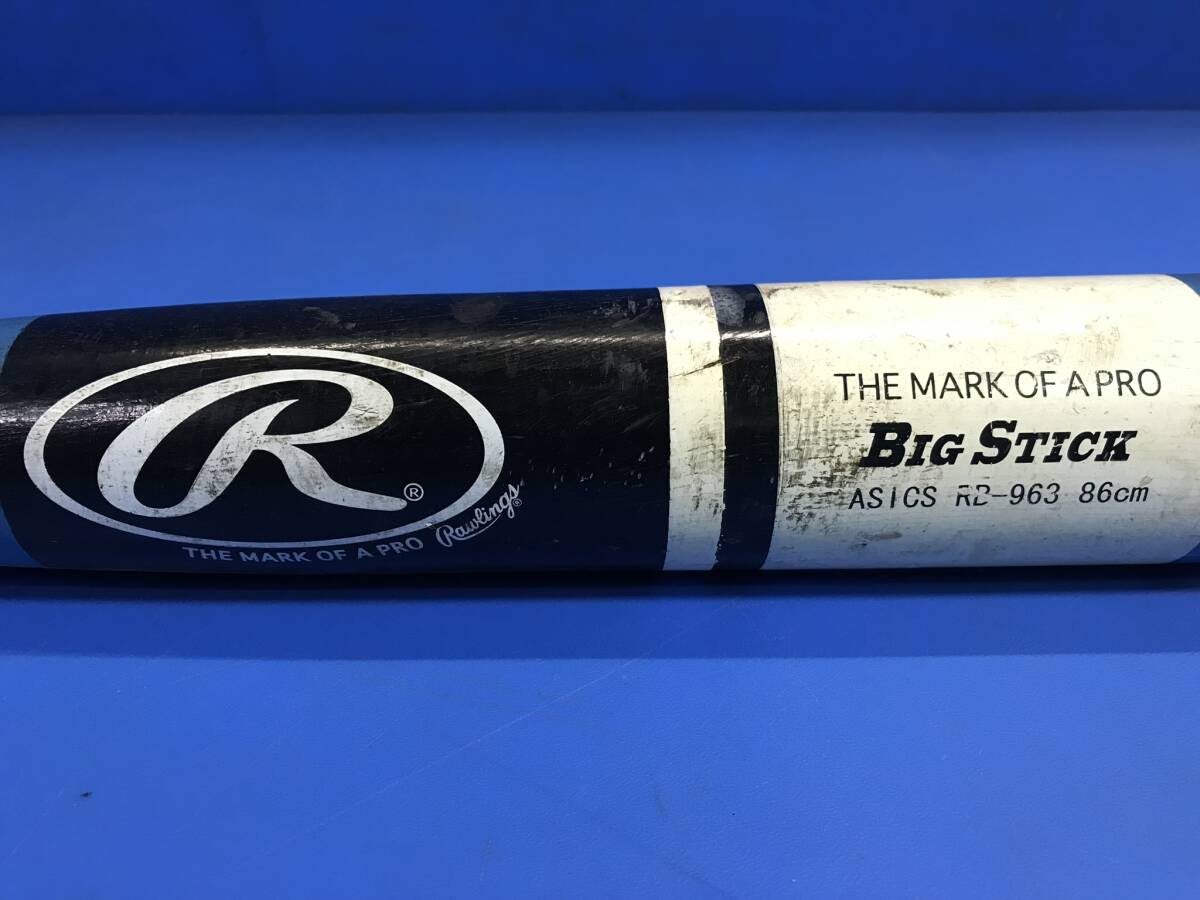 R®
THE MARK OF A PRO
Rawlings®
THE MARK OF A PRO
BIG STICK
ASICS RB-963 86cm